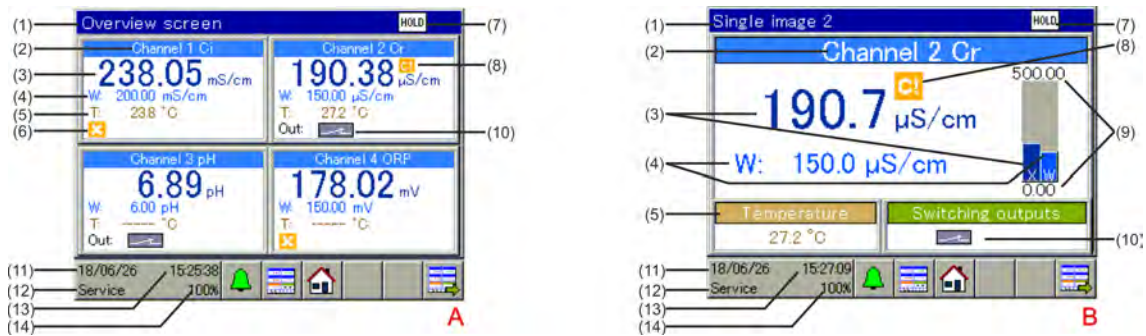 (1) Overview screen HOLD (7)
(2) Channel 1 Ci Channel 2 Cr
(3) 238.05 mS/cm 190.38 C! µS/cm (8)
(4) W: 200.00 mS/cm W: 150.00 µS/cm
(5) T: 23.8 °C T: 27.2 °C
(6) Out: (10)
Channel 3 pH Channel 4 ORP
6.89 pH 178.02 mV
W: 6.00 pH W: 150.00 mV
T: ----- °C T: ----- °C
Out:
(11) 18/06/26 15:25:38
(12) Service 100%
(13)
(14)
A
(1) Single image 2 HOLD (7)
(2) Channel 2 Cr (8)
C! 500.00
(3) 190.7 µS/cm (9)
(4) W: 150.0 µS/cm X W
0.00
(5) Temperature Switching outputs
27.2 °C (10)
(11) 18/06/26 15:27:09
(12) Service 100%
(13)
(14)
B